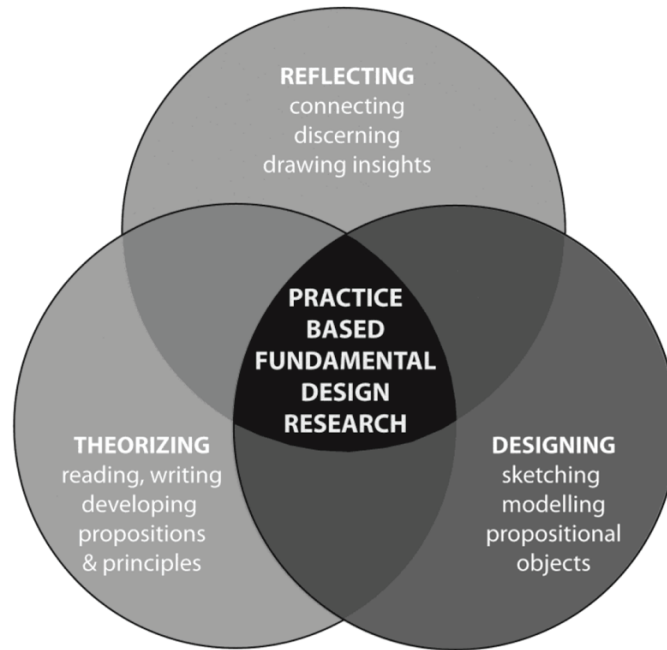 REFLECTING
connecting
discerning
drawing insights
PRACTICE
BASED
FUNDAMENTAL
DESIGN
RESEARCH
THEORIZING
reading, writing
developing
propositions
& principles
DESIGNING
sketching
modelling
propositional
objects